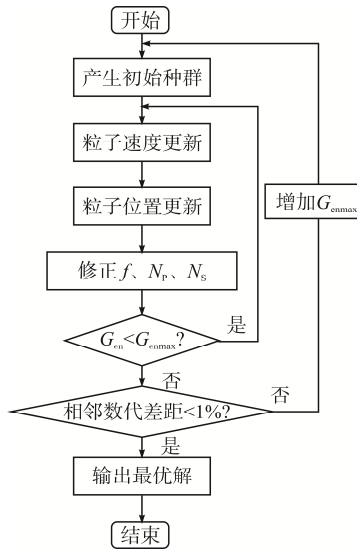 开始
产生初始种群
粒子速度更新
粒子位置更新
增加Genmax
修正f、NP、NS
Gen<Genmax?
是
否
相邻数代差距<1%?
否
是
输出最优解
结束